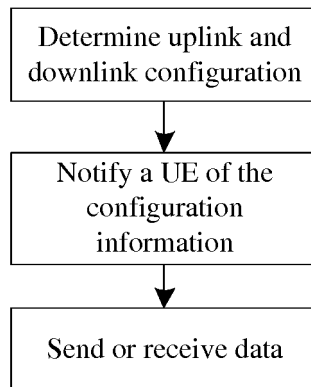 Determine uplink and
downlink configuration
Notify a UE of the
configuration
information
Send or receive data